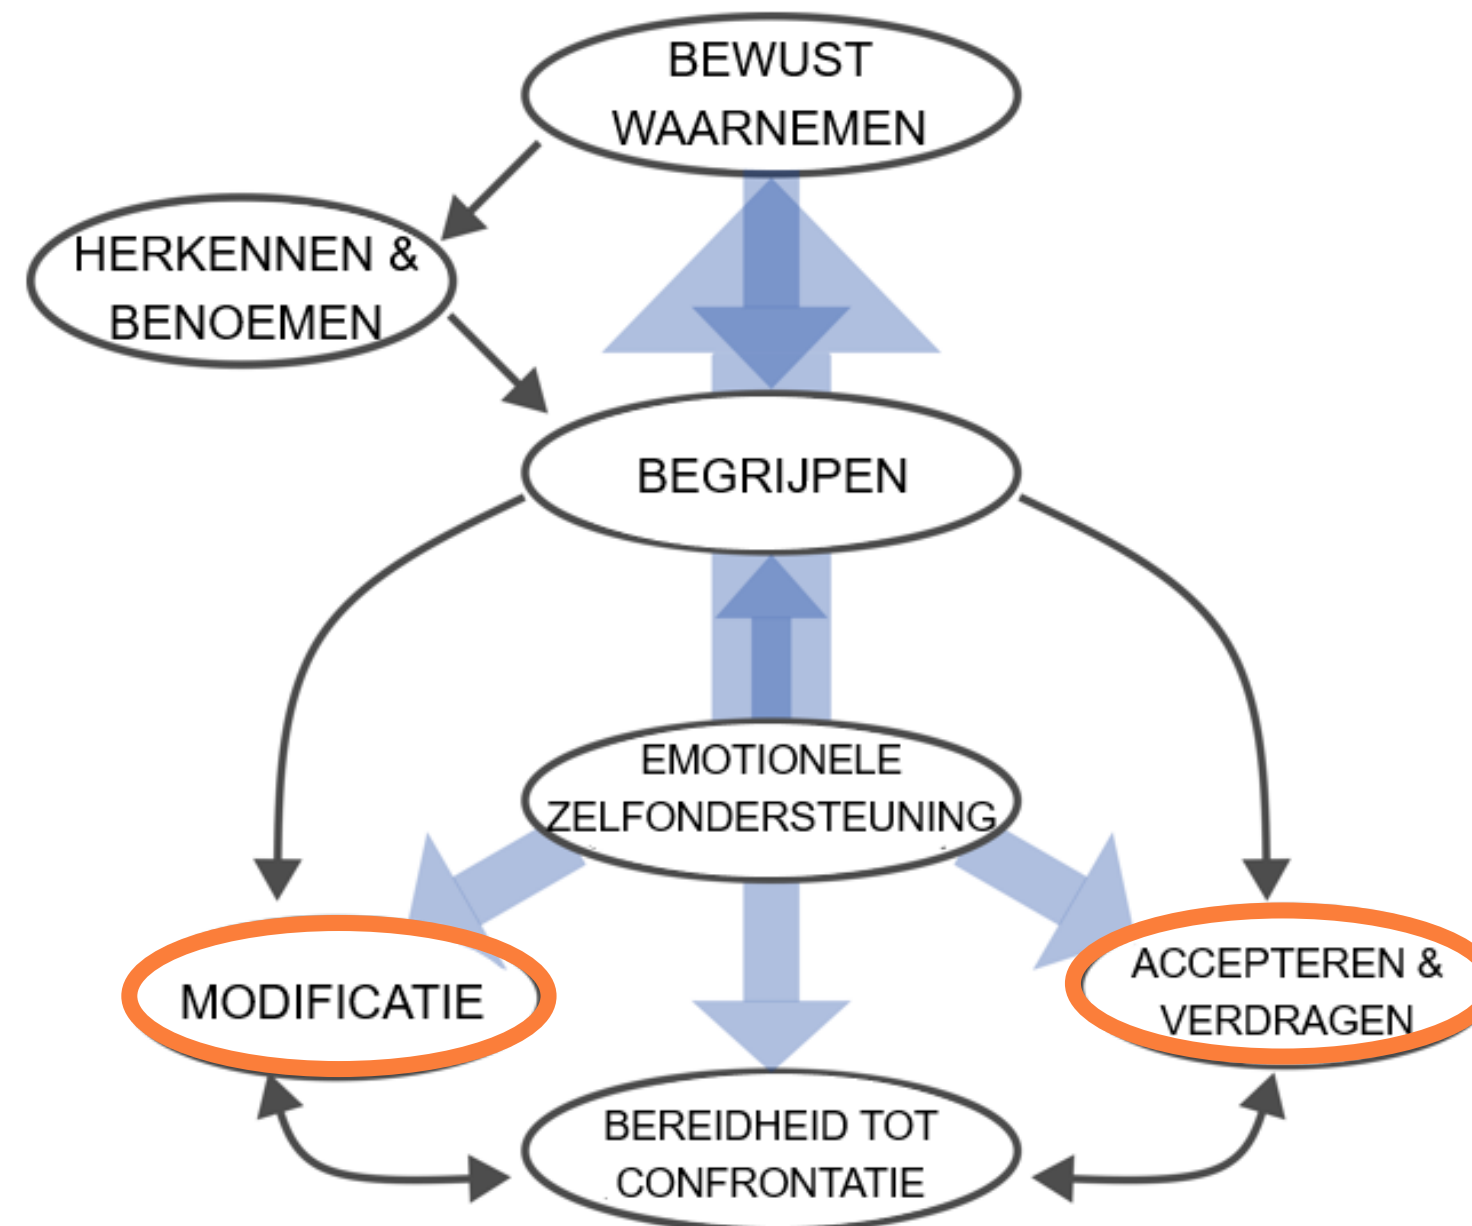 BEWUST
WAARNEMEN
HERKENNEN &
BENOEMEN
BEGRIJPEN
EMOTIONELE
ZELFONDERSTEUNING
MODIFICATIE
ACCEPTEREN &
VERDRAGEN
BEREIDHEID TOT
CONFRONTATIE